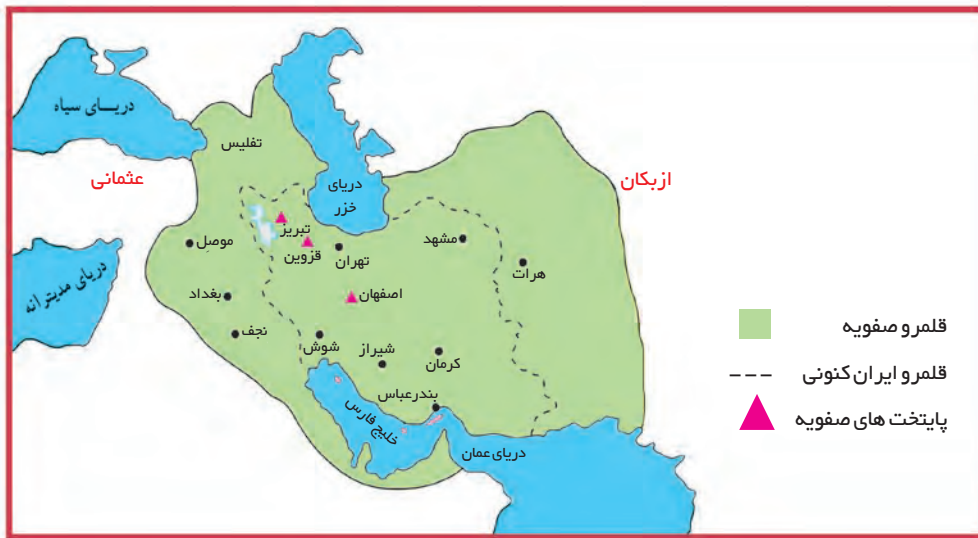 دریـــای سیاه
تفلیس
عثمانی
ازبکان
دریای
خزر
تبریز
قزوین
تهران
مشهد
هرات
موصِل
دریای مدیترانه
بغداد
اصفهان
نجف
شوش
شیراز
کرمان
بندرعباس
خلیج فارس
دریای عمان
قلمرو صفویه
قلمرو ایران کنونی
پایتخت های صفویه